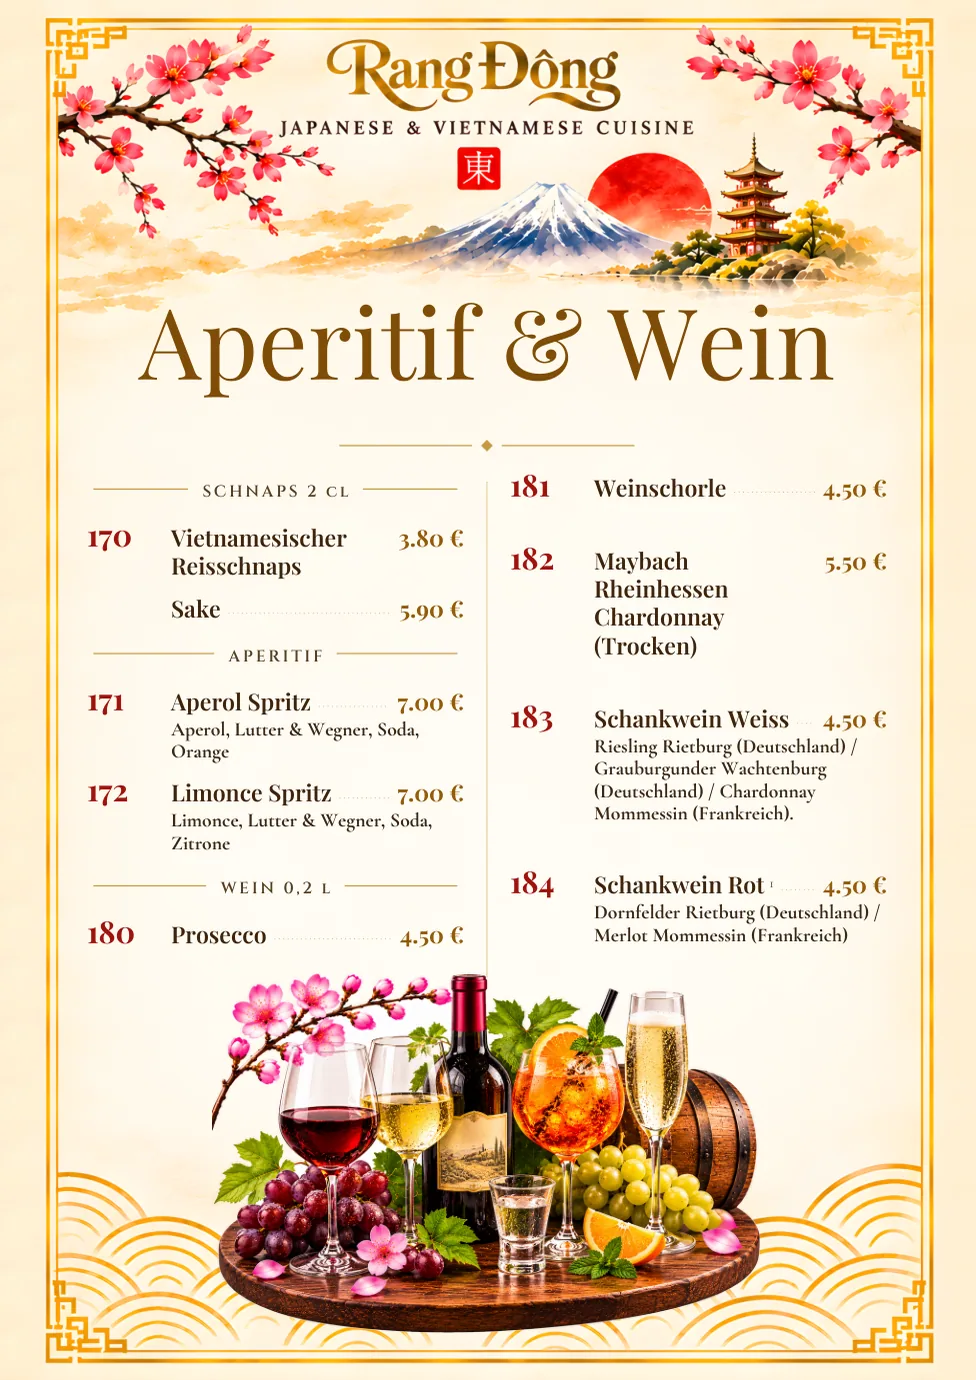 Rang Đông
JAPANESE & VIETNAMESE CUISINE
東
Aperitif & Wein
SCHNAPS 2 CL
170 Vietnamesischer 3.80 €
Reisschnaps
Sake 5.90 €
APERITIF
171 Aperol Spritz 7.00 €
Aperol, Lutter & Wegner, Soda,
Orange
172 Limonce Spritz 7.00 €
Limonce, Lutter & Wegner, Soda,
Zitrone
WEIN 0,2 L
180 Prosecco 4.50 €
181 Weinschorle 4.50 €
182 Maybach 5.50 €
Rheinhessen
Chardonnay
(Trocken)
183 Schankwein Weiss 4.50 €
Riesling Rietburg (Deutschland) /
Grauburgunder Wachtenburg
(Deutschland) / Chardonnay
Mommessin (Frankreich).
184 Schankwein Rot 4.50 €
Dornfelder Rietburg (Deutschland) /
Merlot Mommessin (Frankreich)